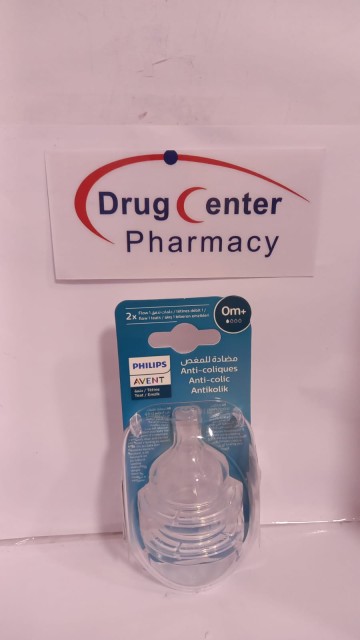 Drug Center
Pharmacy
2x
0m+
PHILIPS
AVENT
مضادة للمغص
Anti-coliques
Anti-colic
Antikolik